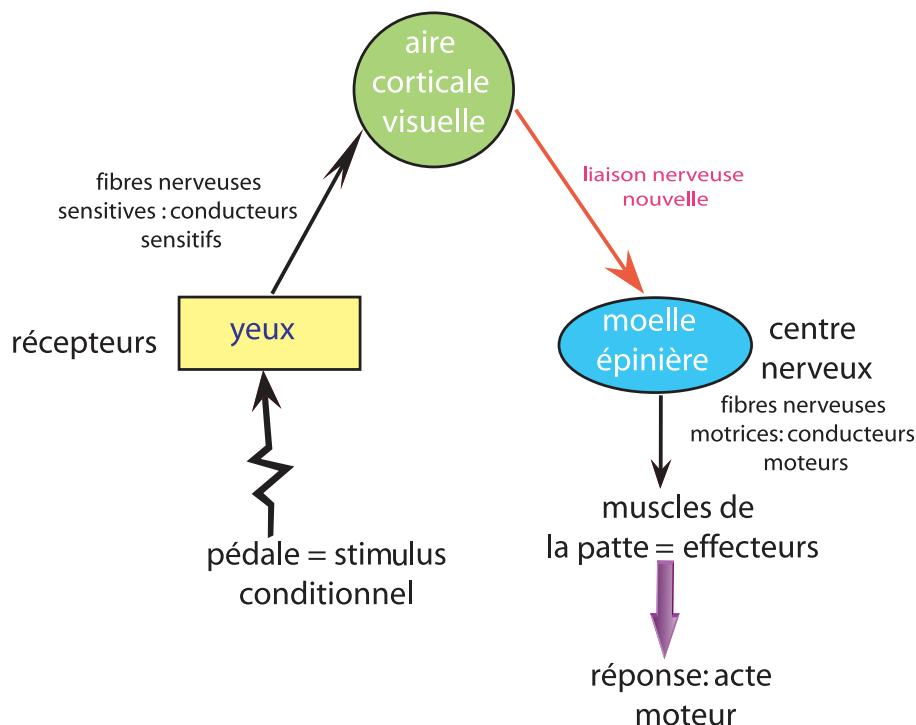 aire
corticale
visuelle
fibres nerveuses
sensitives : conducteurs
sensitifs
liaison nerveuse
nouvelle
récepteurs
yeux
moelle
épinière
centre
nerveux
fibres nerveuses
motrices: conducteurs
moteurs
pédale = stimulus
conditionnel
muscles de
la patte = effecteurs
réponse: acte
moteur